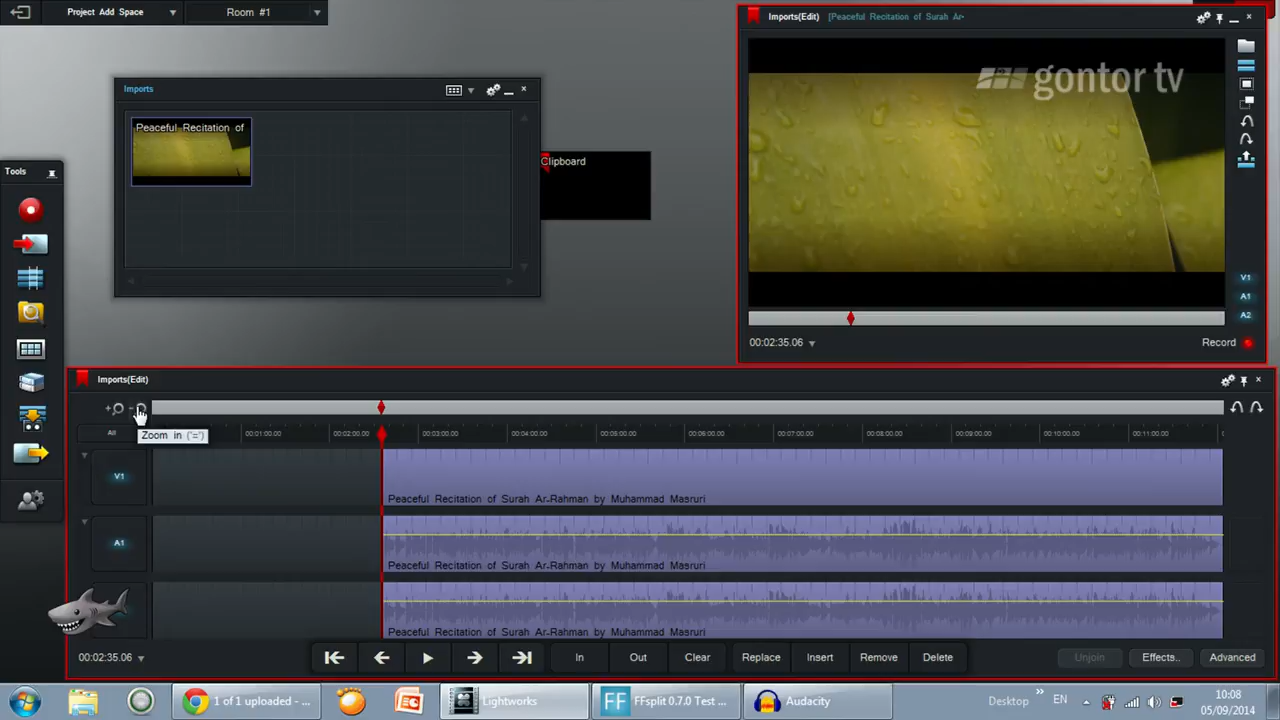 Project Add Space
Room #1
Imports(Edit) [Peaceful Recitation of Surah Ar-
Imports
Peaceful Recitation of
Clipboard
gontor tv
Tools
V1
A1
A2
00:02:35.06
Record
Imports(Edit)
All
Zoom in ('=')
00:01:00.00 00:02:00.00 00:03:00.00 00:04:00.00 00:05:00.00 00:06:00.00 00:07:00.00 00:08:00.00 00:09:00.00 00:10:00.00 00:11:00.00
V1
Peaceful Recitation of Surah Ar-Rahman by Muhammad Masruri
A1
Peaceful Recitation of Surah Ar-Rahman by Muhammad Masruri
Peaceful Recitation of Surah Ar-Rahman by Muhammad Masruri
00:02:35.06
In Out Clear Replace Insert Remove Delete Unjoin Effects.. Advanced
1 of 1 uploaded - ...
Lightworks
FF FFsplit 0.7.0 Test ...
Audacity
Desktop
EN
10:08
05/09/2014